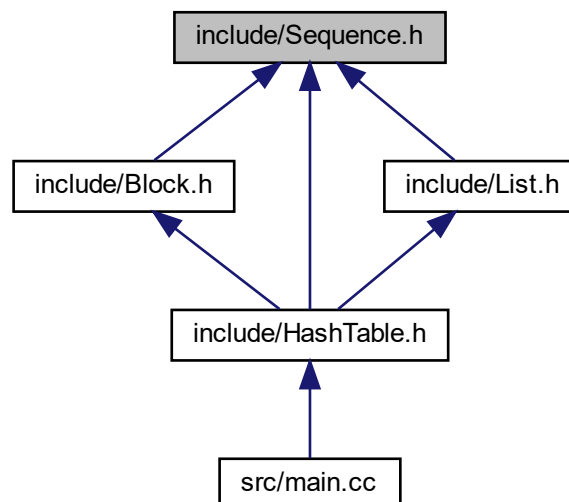 include/Sequence.h
include/Block.h
include/List.h
include/HashTable.h
src/main.cc